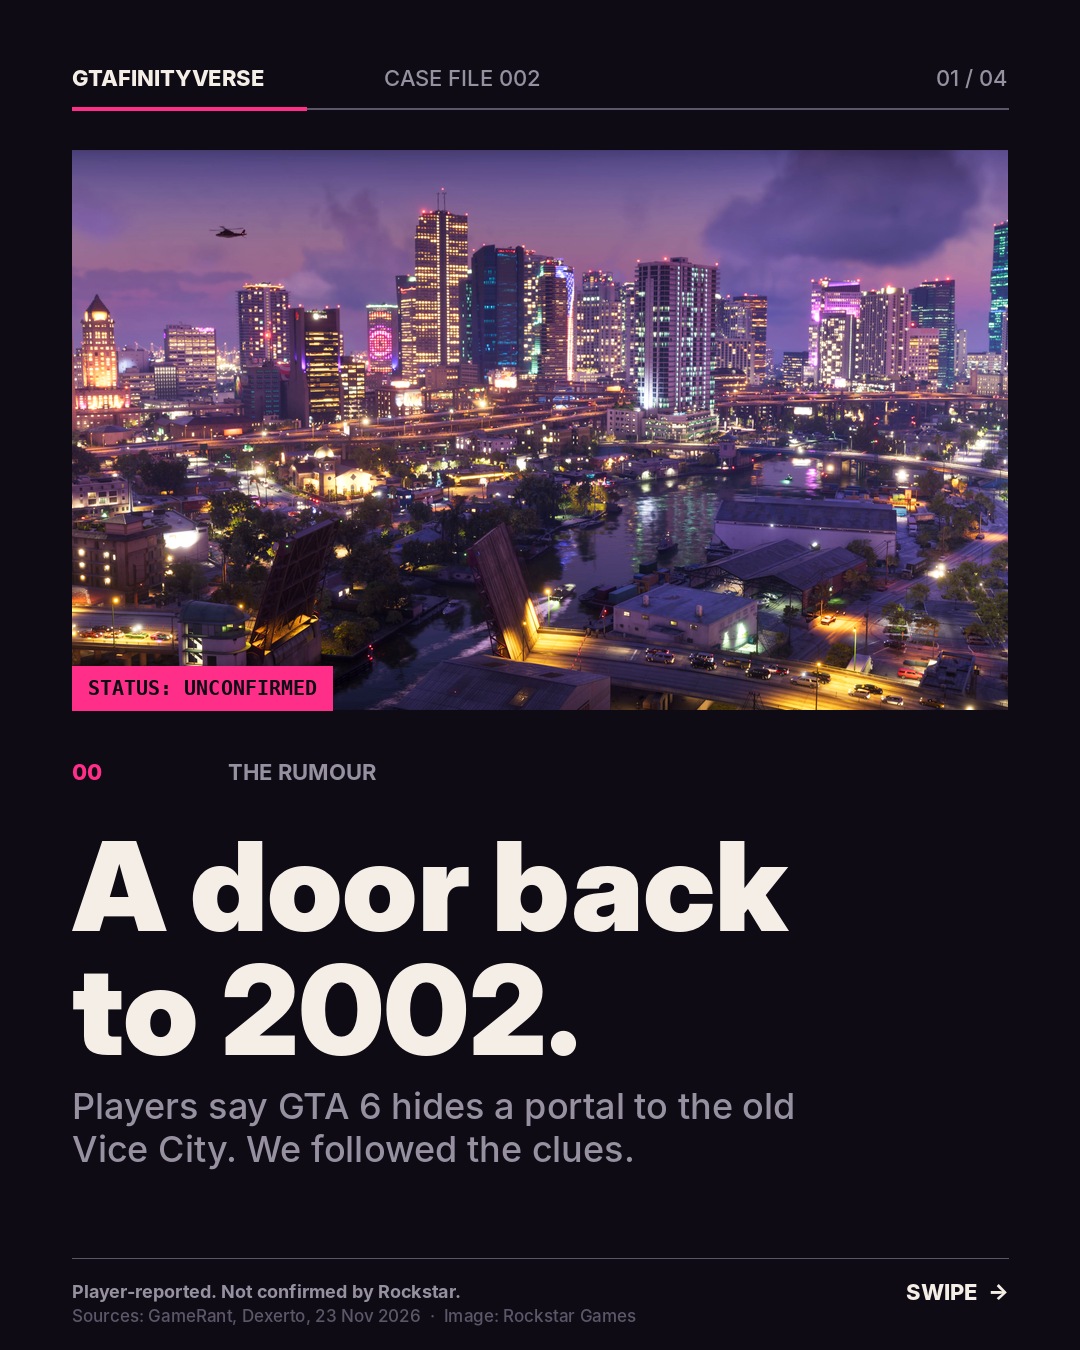 GTAFINITYVERSE CASE FILE 002 01 / 04
STATUS: UNCONFIRMED
00 THE RUMOUR
A door back
to 2002.
Players say GTA 6 hides a portal to the old
Vice City. We followed the clues.
Player-reported. Not confirmed by Rockstar. SWIPE →
Sources: GameRant, Dexerto, 23 Nov 2026 · Image: Rockstar Games